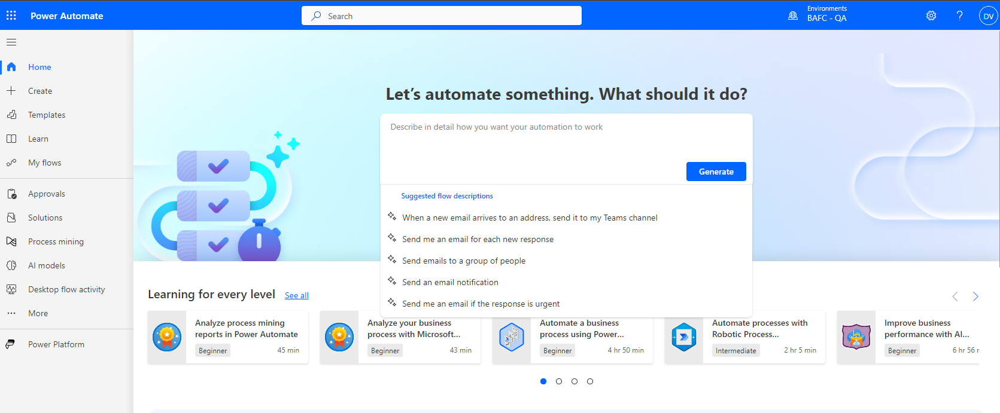 Power Automate
Search
Environments
BAFC - QA
?
DV
Home
Create
Templates
Learn
My flows
Approvals
Solutions
Process mining
AI models
Desktop flow activity
More
Power Platform
Let’s automate something. What should it do?
Describe in detail how you want your automation to work
Generate
Suggested flow descriptions
When a new email arrives to an address, send it to my Teams channel
Send me an email for each new response
Send emails to a group of people
Send an email notification
Send me an email if the response is urgent
Learning for every level See all
Analyze process mining
reports in Power Automate
Beginner 45 min
Analyze your business
process with Microsoft...
Beginner 43 min
Automate a business
process using Power...
Beginner 4 hr 50 min
Automate processes with
Robotic Process...
Intermediate 2 hr 5 min
Improve business
performance with AI...
Beginner 6 hr 56